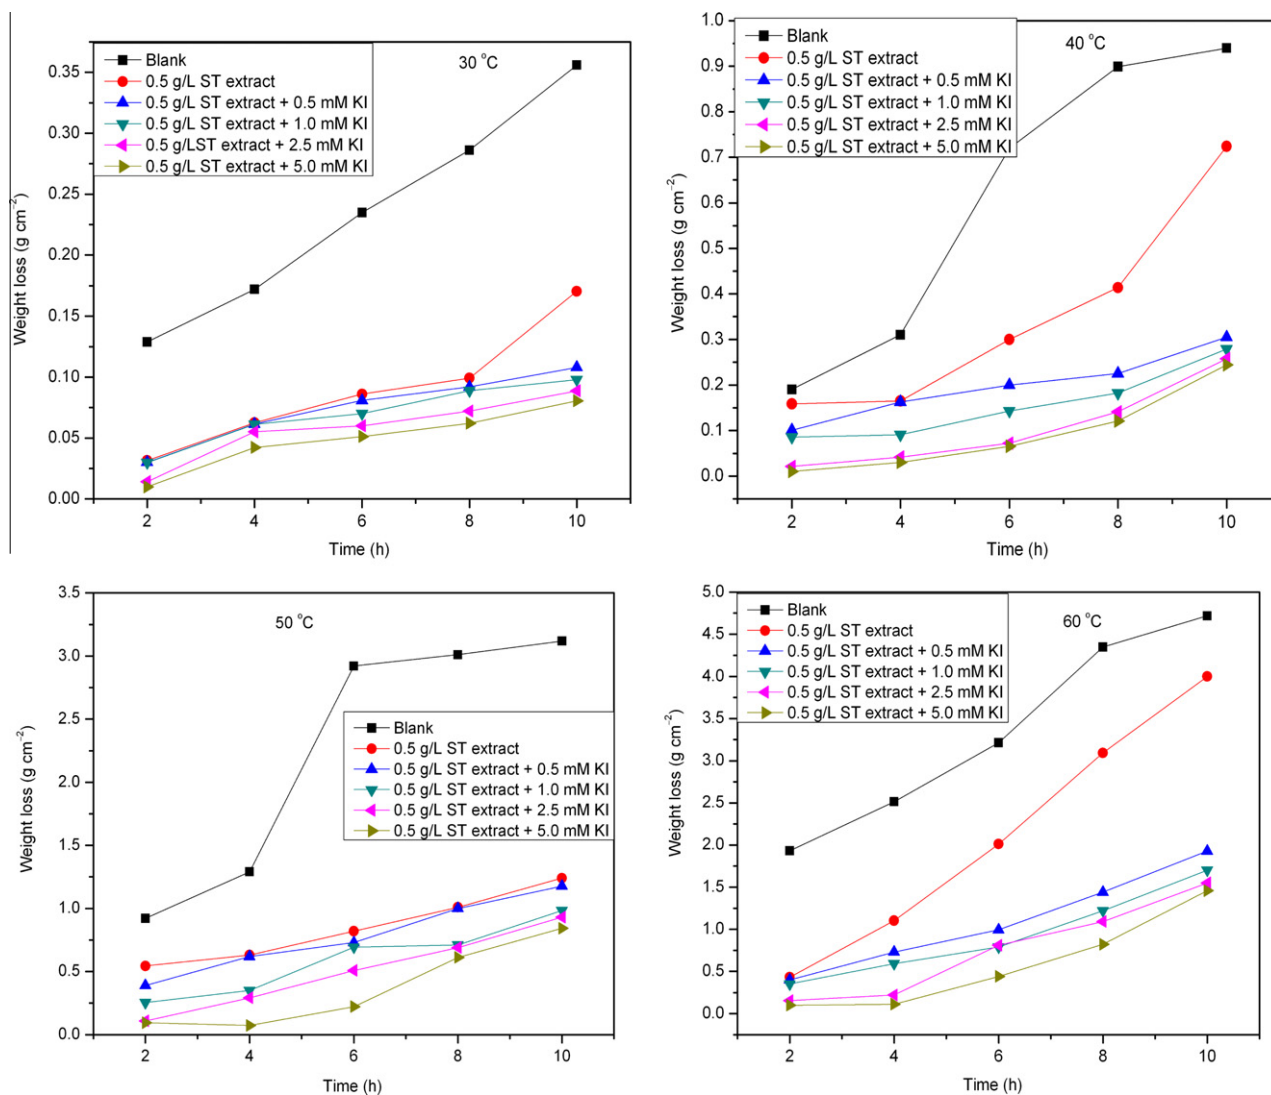 Blank
0.5 g/L ST extract
0.5 g/L ST extract + 0.5 mM KI
0.5 g/L ST extract + 1.0 mM KI
0.5 g/LST extract + 2.5 mM KI
0.5 g/L ST extract + 5.0 mM KI
30 °C
0.35
0.30
0.25
0.20
0.15
0.10
0.05
0.00
Weight loss (g cm⁻²)
2 4 6 8 10
Time (h)
Blank
0.5 g/L ST extract
0.5 g/L ST extract + 0.5 mM KI
0.5 g/L ST extract + 1.0 mM KI
0.5 g/L ST extract + 2.5 mM KI
0.5 g/L ST extract + 5.0 mM KI
40 °C
1.0
0.9
0.8
0.7
0.6
0.5
0.4
0.3
0.2
0.1
0.0
Weight loss (g cm⁻²)
2 4 6 8 10
Time (h)
50 °C
Blank
0.5 g/L ST extract
0.5 g/L ST extract + 0.5 mM KI
0.5 g/L ST extract + 1.0 mM KI
0.5 g/L ST extract + 2.5 mM KI
0.5 g/L ST extract + 5.0 mM KI
3.5
3.0
2.5
2.0
1.5
1.0
0.5
0.0
Weight loss (g cm⁻²)
2 4 6 8 10
Time (h)
Blank
0.5 g/L ST extract
0.5 g/L ST extract + 0.5 mM KI
0.5 g/L ST extract + 1.0 mM KI
0.5 g/L ST extract + 2.5 mM KI
0.5 g/L ST extract + 5.0 mM KI
60 °C
5.0
4.5
4.0
3.5
3.0
2.5
2.0
1.5
1.0
0.5
0.0
Weight loss (g cm⁻²)
2 4 6 8 10
Time (h)